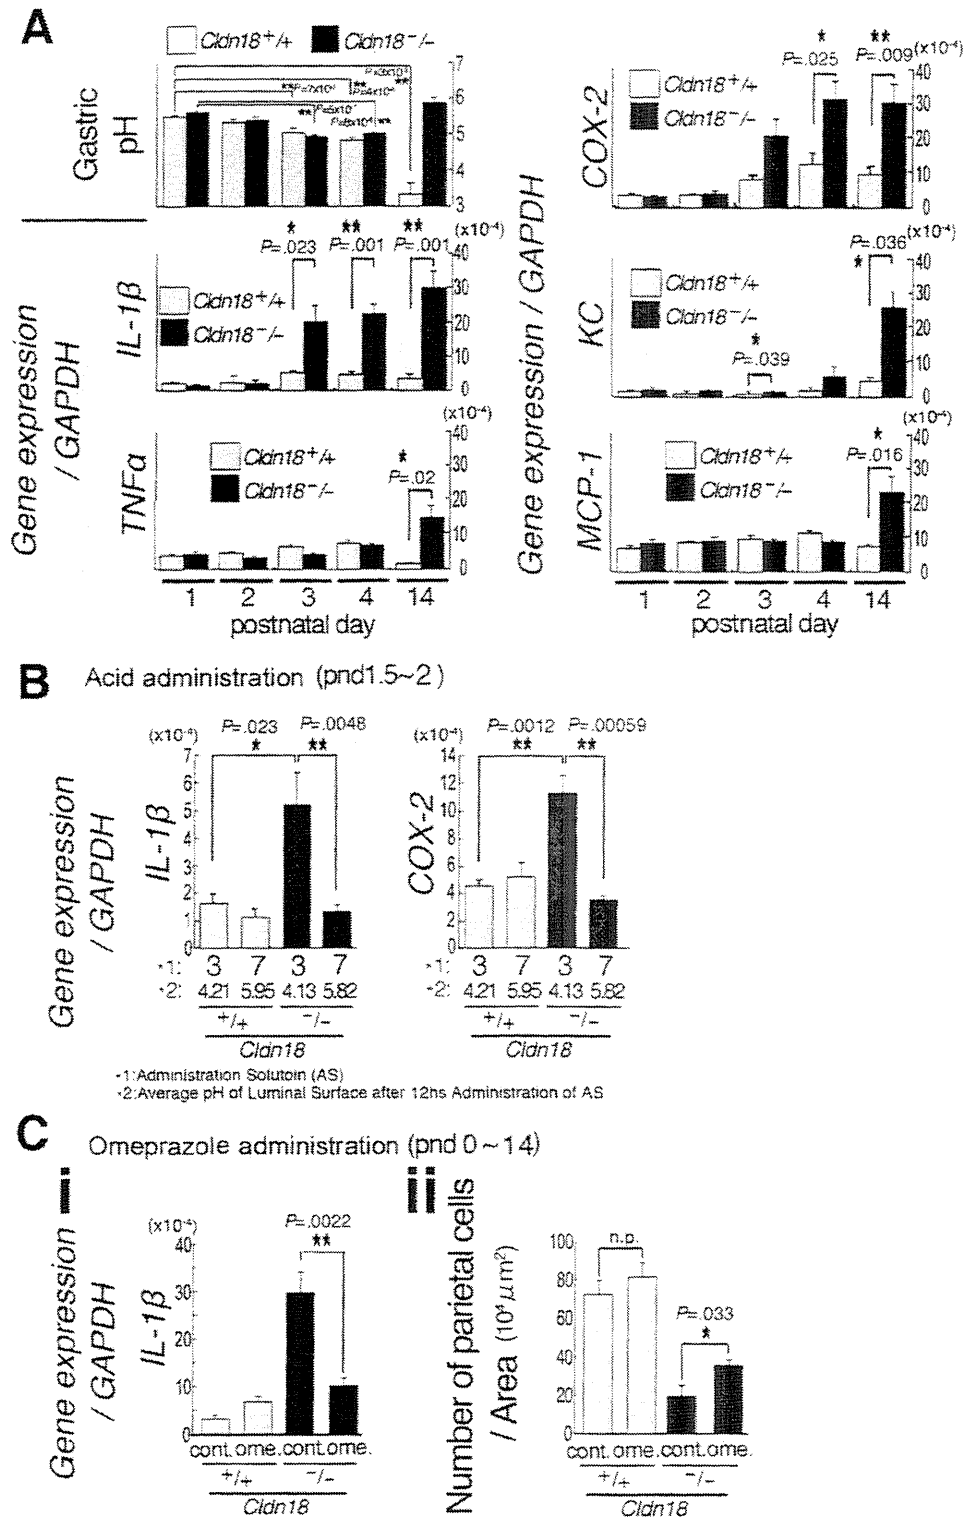 A
Cldn18+/+ Cldn18-/-
Gastric pH
7
6
5
4
3
Gene expression / GAPDH
IL-1β
Cldn18+/+
Cldn18-/-
* ** **
P=.023 P=.001 P=.001
(x10-4)
40
30
20
10
0
TNFα
Cldn18+/+
Cldn18-/-
*
P=.02
(x10-4)
40
30
20
10
0
1 2 3 4 14
postnatal day
Gene expression / GAPDH
COX-2
Cldn18+/+
Cldn18-/-
* **
P=.025 P=.009
(x10-4)
40
30
20
10
0
KC
Cldn18+/+
Cldn18-/-
*
P=.039
P=.036
*
(x10-4)
40
30
20
10
0
MCP-1
Cldn18+/+
Cldn18-/-
*
P=.016
(x10-4)
40
30
20
10
0
1 2 3 4 14
postnatal day
B Acid administration (pnd1.5~2)
Gene expression / GAPDH
IL-1β
(x10-4)
P=.023 P=.0048
* **
7
6
5
4
3
2
1
0
*1: 3 7 3 7
*2: 4.21 5.95 4.13 5.82
+/+ -/-
Cldn18
COX-2
(x10-4)
P=.0012 P=.00059
** **
14
12
10
8
6
4
2
0
*1: 3 7 3 7
*2: 4.21 5.95 4.13 5.82
+/+ -/-
Cldn18
*1:Administration Solutoin (AS)
*2:Average pH of Luminal Surface after 12hs Administration of AS
C Omeprazole administration (pnd 0~14)
i
Gene expression / GAPDH
IL-1β
(x10-4)
P=.0022
**
40
30
20
10
0
cont. ome. cont. ome.
+/+ -/-
Cldn18
ii
Number of parietal cells / Area (10⁴μm²)
n.p.
P=.033
*
100
80
60
40
20
0
cont. ome. cont. ome.
+/+ -/-
Cldn18